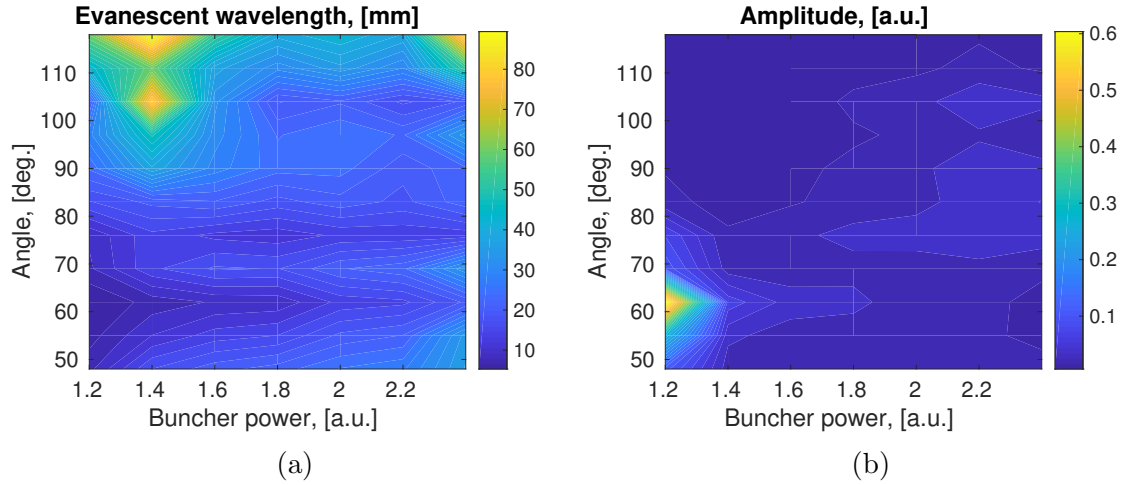 Evanescent wavelength, [mm]
110
100
90
80
70
60
50
Angle, [deg.]
1.2 1.4 1.6 1.8 2 2.2
Buncher power, [a.u.]
80
70
60
50
40
30
20
10
(a)
Amplitude, [a.u.]
110
100
90
80
70
60
50
Angle, [deg.]
1.2 1.4 1.6 1.8 2 2.2
Buncher power, [a.u.]
0.6
0.5
0.4
0.3
0.2
0.1
(b)